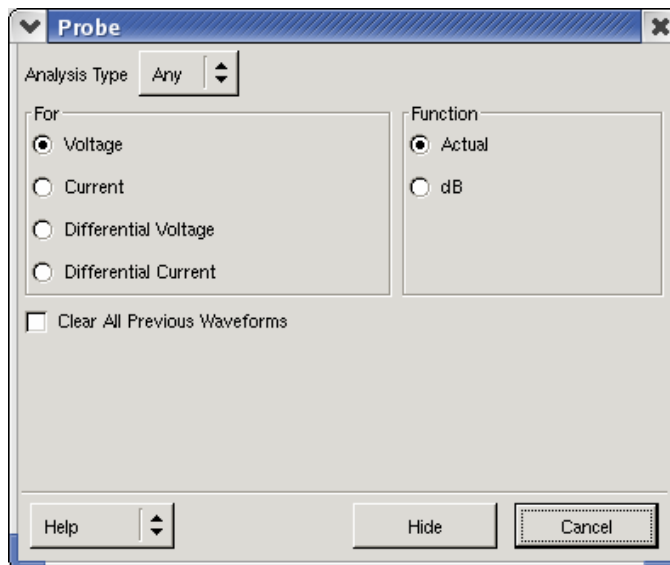 Probe
Analysis Type Any
For
Voltage
Current
Differential Voltage
Differential Current
Function
Actual
dB
Clear All Previous Waveforms
Help Hide Cancel